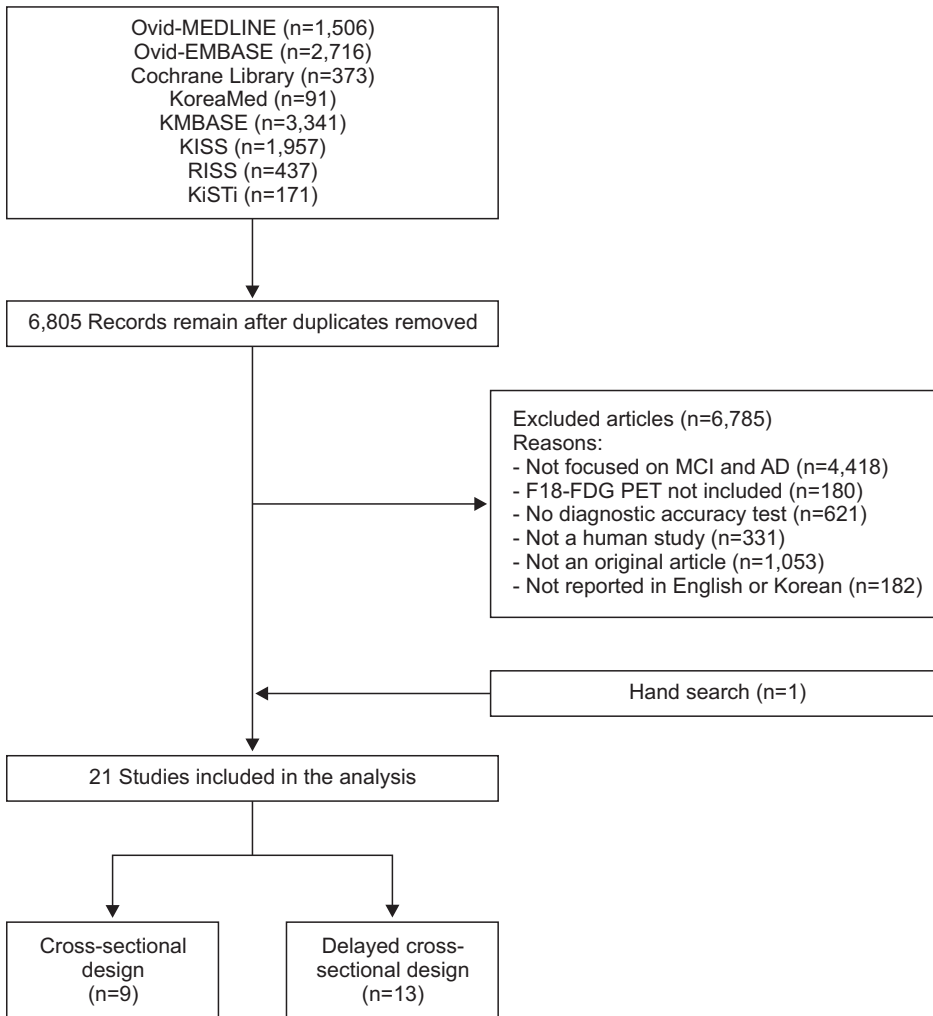 Ovid-MEDLINE (n=1,506)
Ovid-EMBASE (n=2,716)
Cochrane Library (n=373)
KoreaMed (n=91)
KMBASE (n=3,341)
KISS (n=1,957)
RISS (n=437)
KiSTi (n=171)
6,805 Records remain after duplicates removed
Excluded articles (n=6,785)
Reasons:
- Not focused on MCI and AD (n=4,418)
- F18-FDG PET not included (n=180)
- No diagnostic accuracy test (n=621)
- Not a human study (n=331)
- Not an original article (n=1,053)
- Not reported in English or Korean (n=182)
Hand search (n=1)
21 Studies included in the analysis
Cross-sectional
design
(n=9)
Delayed cross-
sectional design
(n=13)